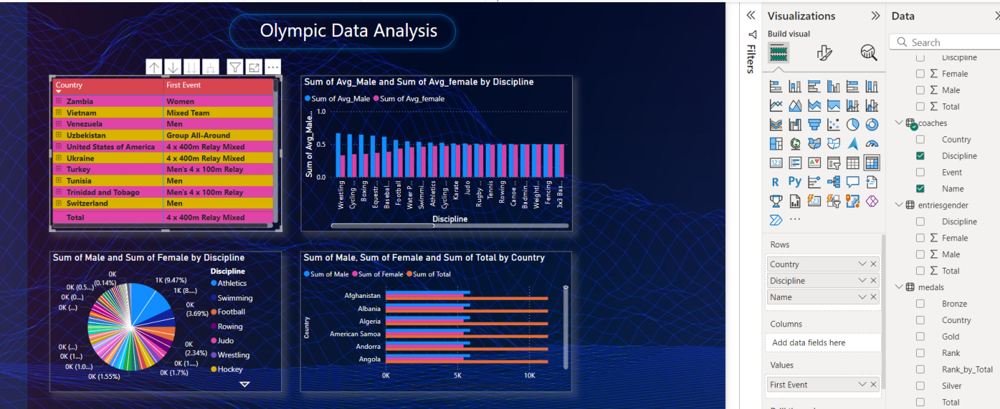 Olympic Data Analysis
Country First Event
Zambia Women
Vietnam Mixed Team
Venezuela Men
Uzbekistan Group All-Around
United States of America 4 x 400m Relay Mixed
Ukraine 4 x 400m Relay Mixed
Turkey Men's 4 x 100m Relay
Tunisia Men
Trinidad and Tobago Men's 4 x 100m Relay
Switzerland Men
Total 4 x 400m Relay Mixed
Sum of Avg_Male and Sum of Avg_female by Discipline
Sum of Avg_Male Sum of Avg_female
Sum of Avg_Male...
1.0
0.5
0.0
Wrestling
Cycling ...
Boxing
Equestr...
Basebal...
Football
Water P...
Swimmi...
Athletics
Cycling ...
Karate
Judo
Rugby ...
Tennis
Rowing
Canoe ...
Badmin...
Weightl...
Fencing
3x3 Bas...
Discipline
Sum of Male and Sum of Female by Discipline
0K
(0.14%)
0K (0.5...)
0K (0...)
0K (...)
0K (...)
0K (1...)
0K (1.0...)
0K (1.55%)
1K (9.47%)
1K (8....)
0K
(3.69%)
0K
(2.34%)
0K (1....)
0K (1.7%)
Discipline
Athletics
Swimming
Football
Rowing
Judo
Wrestling
Hockey
Sum of Male, Sum of Female and Sum of Total by Country
Sum of Male Sum of Female Sum of Total
Country
Afghanistan
Albania
Algeria
American Samoa
Andorra
Angola
0K 5K 10K
Filters
Visualizations
Build visual
123
R Py
123
...
Rows
Country
Discipline
Name
Columns
Add data fields here
Values
First Event
Data
Search
Discipline
Σ Female
Σ Male
Σ Total
coaches
Country
Discipline
Event
Name
entriesgender
Discipline
Σ Female
Σ Male
Σ Total
medals
Bronze
Country
Gold
Rank
Rank_by_Total
Silver
Total